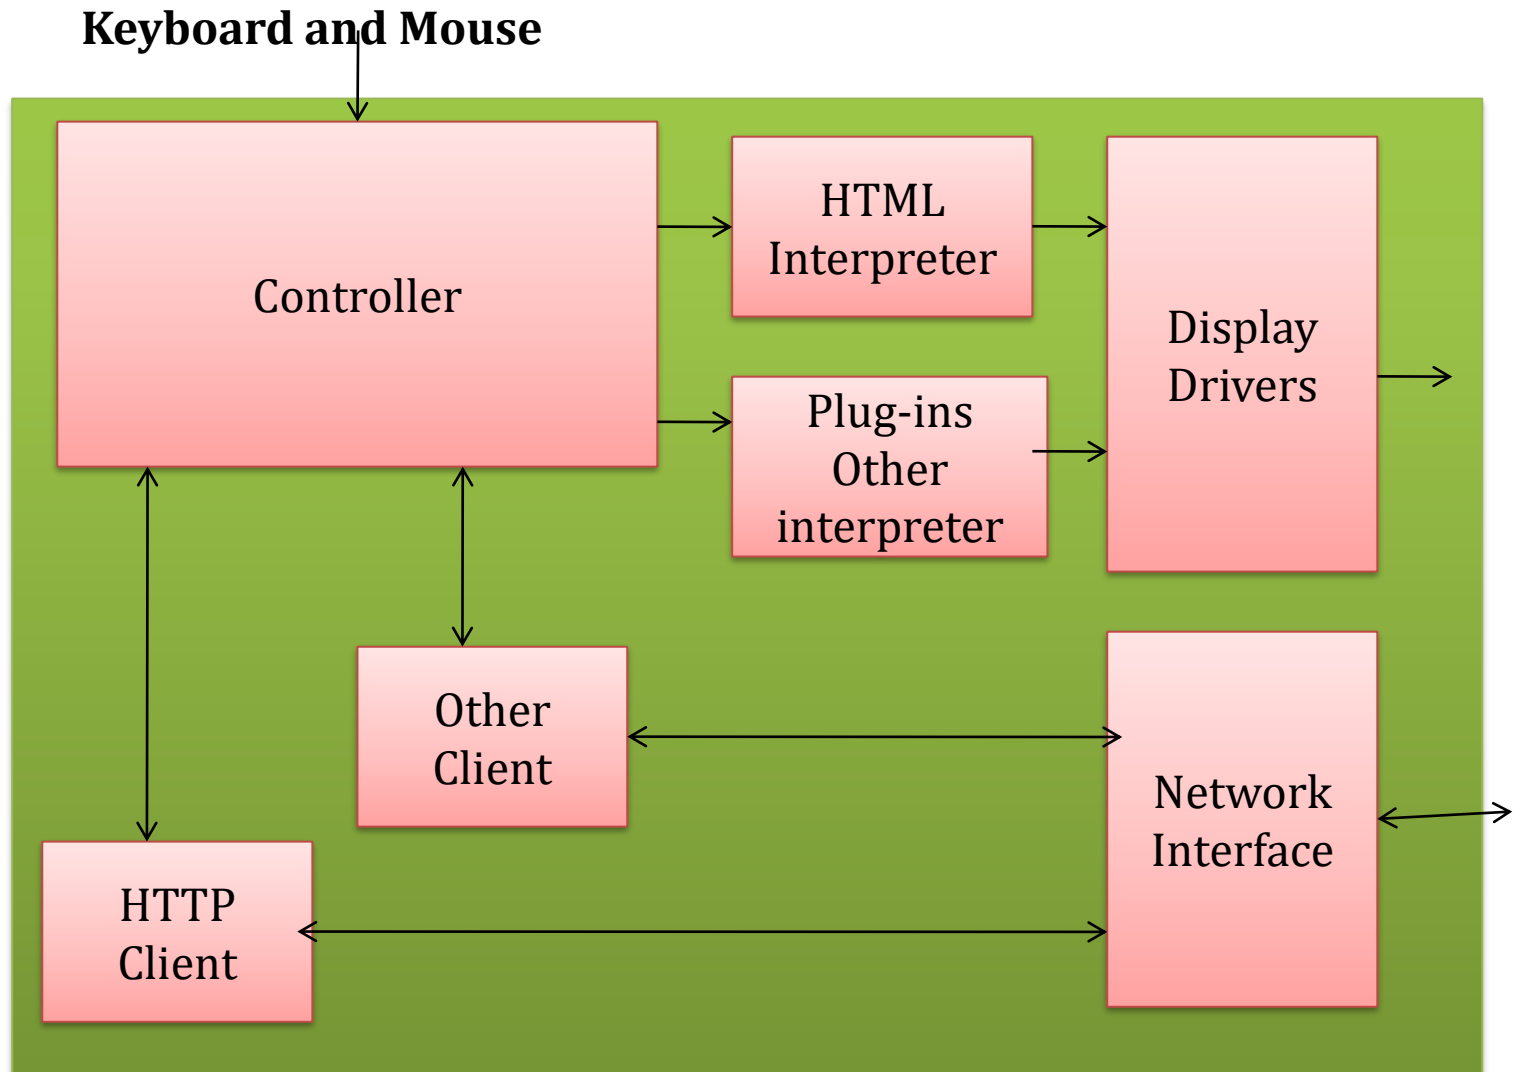 Keyboard and Mouse
Controller
HTML
Interpreter
Plug-ins
Other
interpreter
Display
Drivers
Other
Client
HTTP
Client
Network
Interface